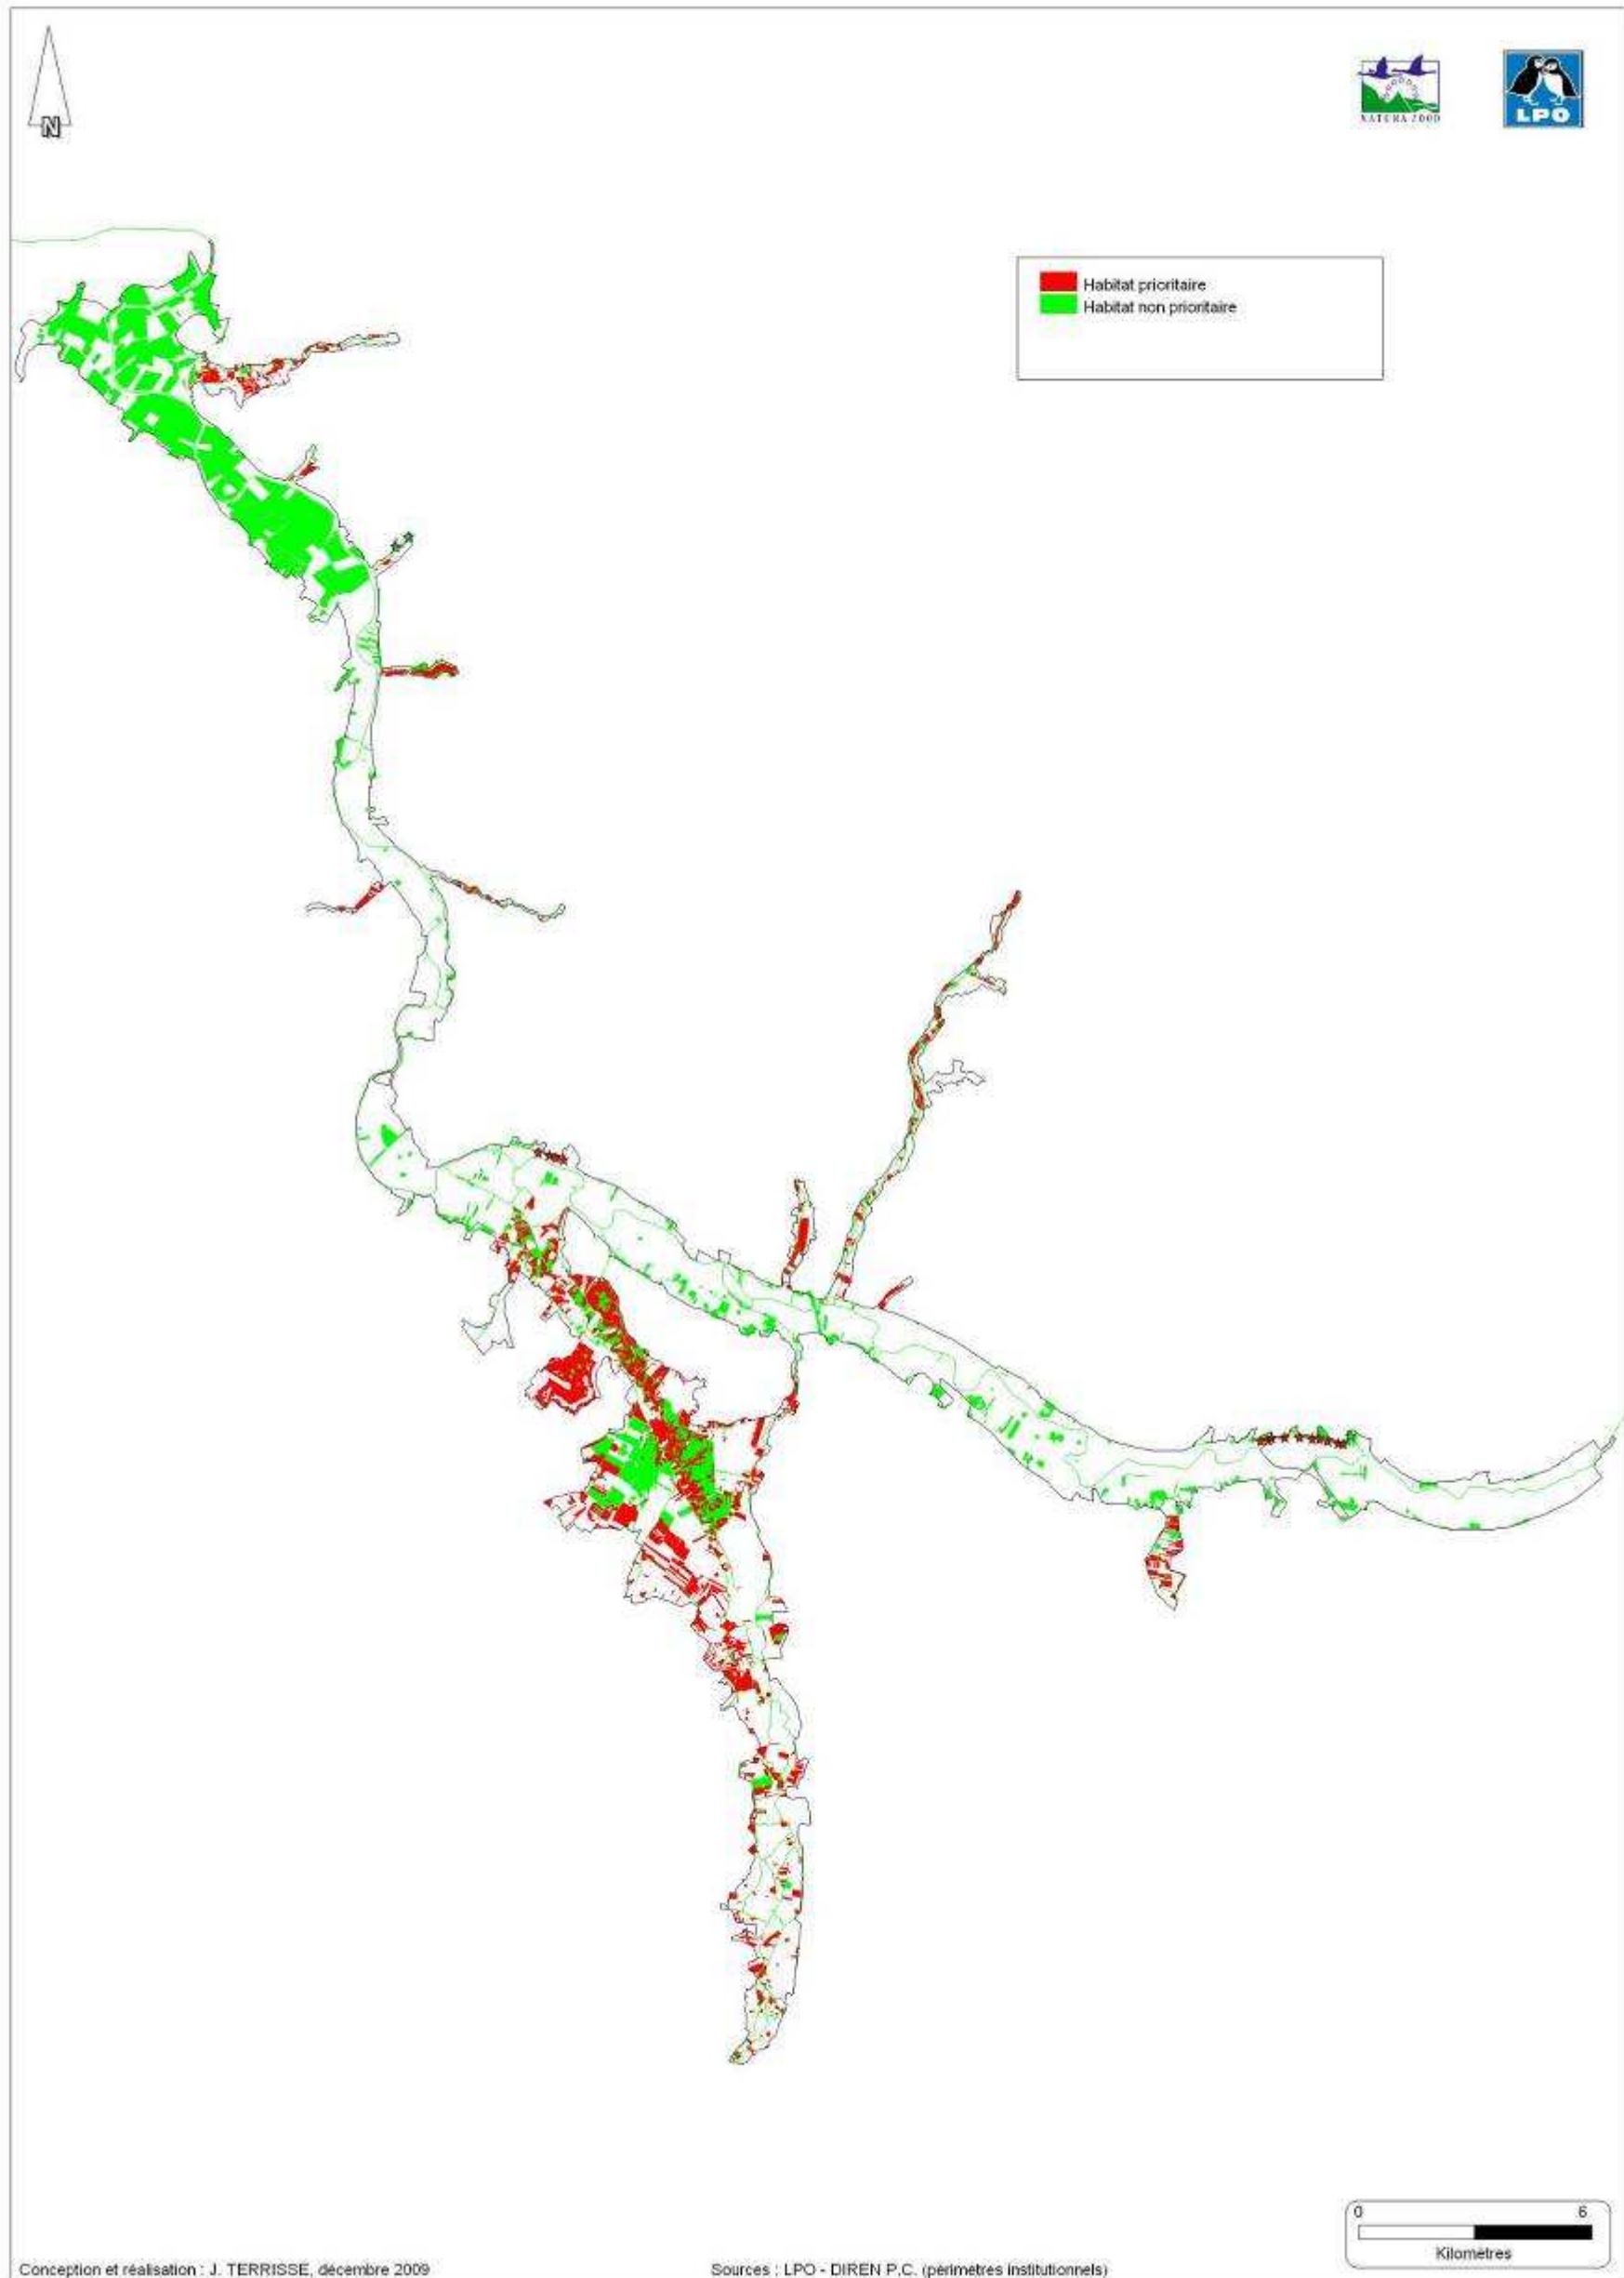 N
NATURA 2000
LPO
Habitat prioritaire
Habitat non prioritaire
0 6
Kilomètres
Conception et réalisation : J. TERRISSE, décembre 2009
Sources : LPO - DIREN P.C. (périmètres institutionnels)